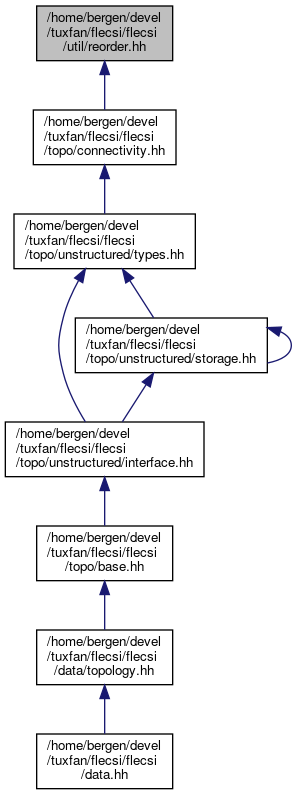 /home/bergen/devel
/tuxfan/flecsi/flecsi
/util/reorder.hh
/home/bergen/devel
/tuxfan/flecsi/flecsi
/topo/connectivity.hh
/home/bergen/devel
/tuxfan/flecsi/flecsi
/topo/unstructured/types.hh
/home/bergen/devel
/tuxfan/flecsi/flecsi
/topo/unstructured/storage.hh
/home/bergen/devel
/tuxfan/flecsi/flecsi
/topo/unstructured/interface.hh
/home/bergen/devel
/tuxfan/flecsi/flecsi
/topo/base.hh
/home/bergen/devel
/tuxfan/flecsi/flecsi
/data/topology.hh
/home/bergen/devel
/tuxfan/flecsi/flecsi
/data.hh